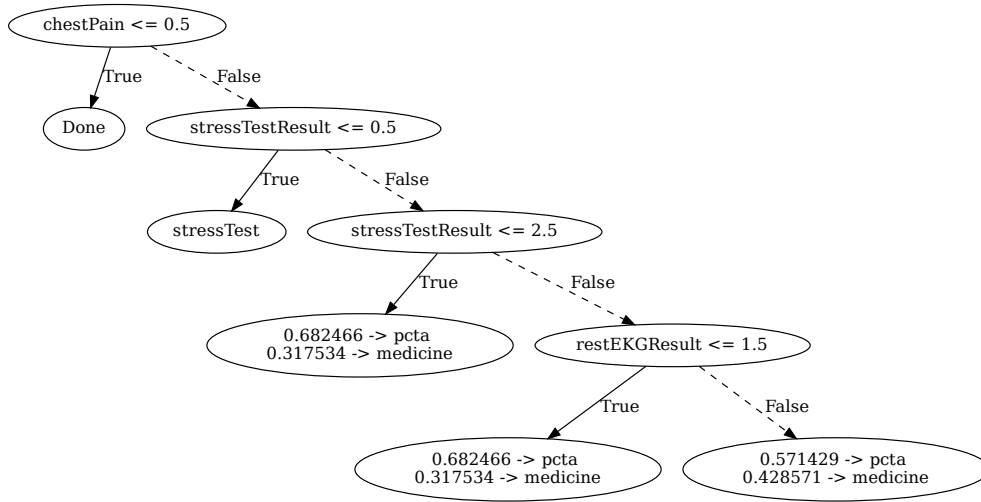 chestPain <= 0.5
True
False
Done
stressTestResult <= 0.5
True
False
stressTest
stressTestResult <= 2.5
True
False
0.682466 -> pcta
0.317534 -> medicine
restEKGResult <= 1.5
True
False
0.682466 -> pcta
0.317534 -> medicine
0.571429 -> pcta
0.428571 -> medicine